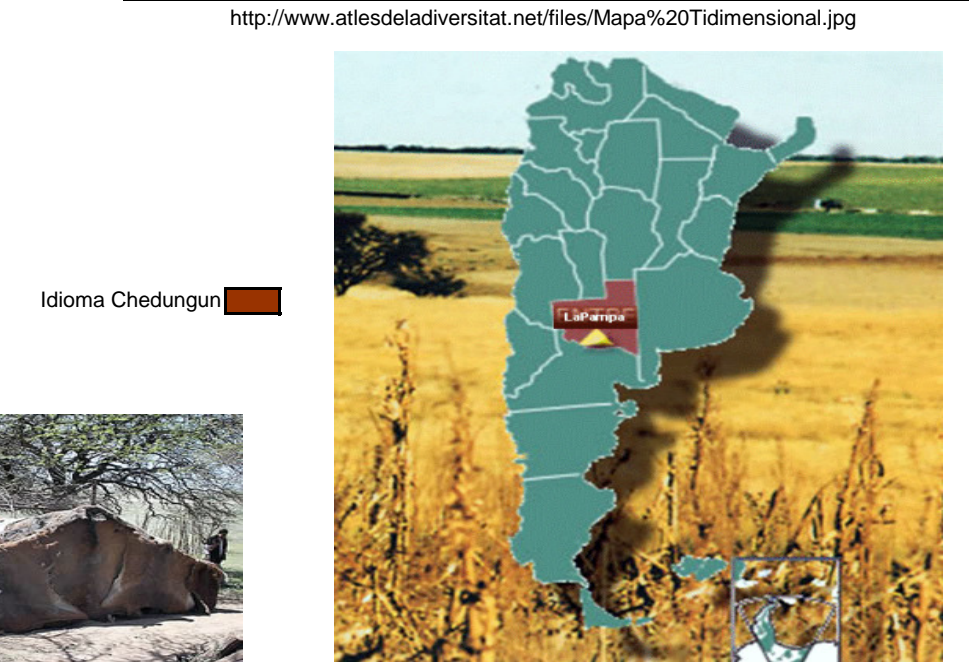 http://www.atlesdeladiversitat.net/files/Mapa%20Tidimensional.jpg
LaPampa
Idioma Chedungun